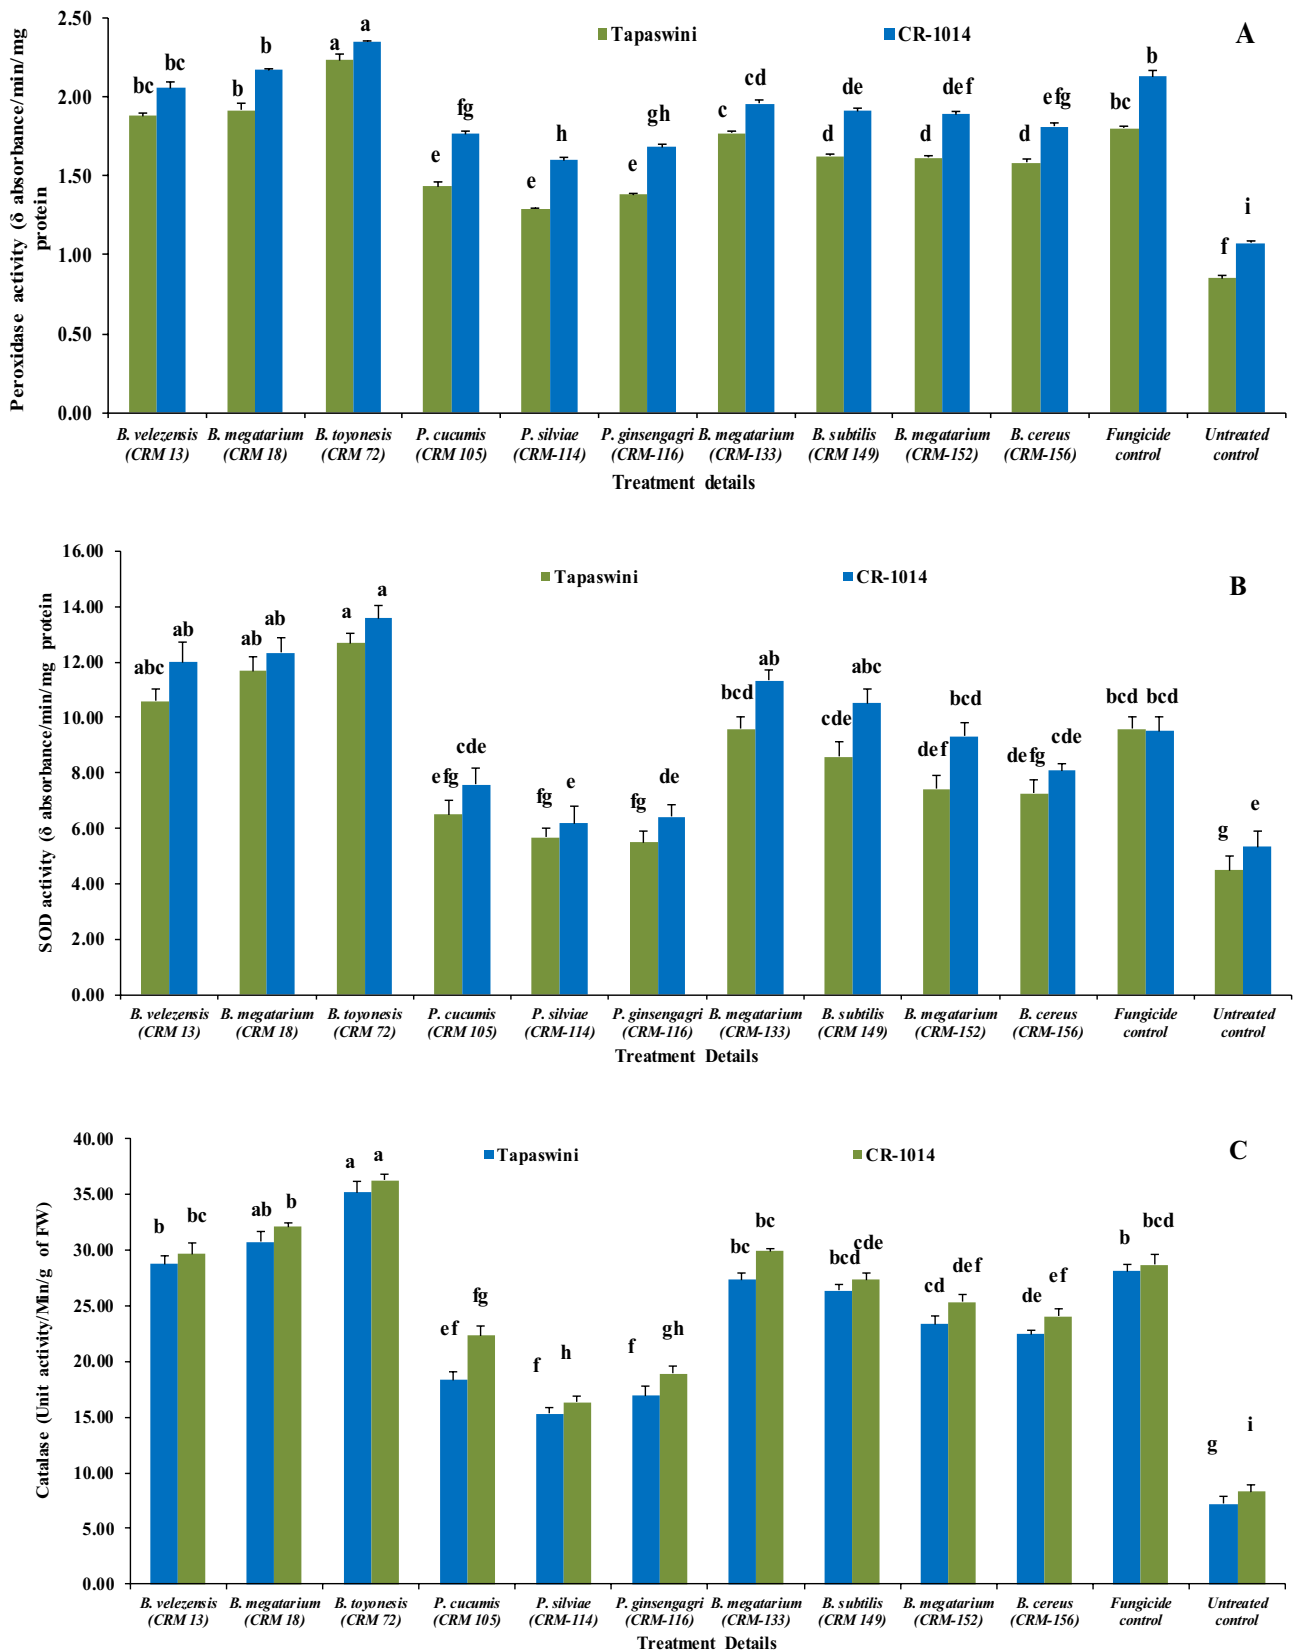 Peroxidase activity (δ absorbance/min/mg
protein
2.50
2.00
1.50
1.00
0.50
0.00
Tapaswini
CR-1014
A
bc bc b b a a e fg e h e gh c cd d de d def d efg bc b f i
B. velezensis B. megatarium B. toyonesis P. cucumis P. silviae P. ginsengagri B. megatarium B. subtilis B. megatarium B. cereus Fungicide Untreated
(CRM 13) (CRM 18) (CRM 72) (CRM 105) (CRM-114) (CRM-116) (CRM-133) (CRM 149) (CRM-152) (CRM-156) control control
Treatment details
SOD activity (δ absorbance/min/mg protein
16.00
14.00
12.00
10.00
8.00
6.00
4.00
2.00
0.00
Tapaswini
CR-1014
B
abc ab ab ab a a efg cde fg e fg de bcd ab cde abc def bcd defg cde bcd bcd g e
B. velezensis B. megatarium B. toyonesis P. cucumis P. silviae P. ginsengagri B. megatarium B. subtilis B. megatarium B. cereus Fungicide Untreated
(CRM 13) (CRM 18) (CRM 72) (CRM 105) (CRM-114) (CRM-116) (CRM-133) (CRM 149) (CRM-152) (CRM-156) control control
Treatment Details
Catalase (Unit activity/Min/g of FW)
40.00
35.00
30.00
25.00
20.00
15.00
10.00
5.00
0.00
Tapaswini
CR-1014
C
b bc ab b a a ef fg f h f gh bc bc bcd cde cd def de ef b bcd g i
B. velezensis B. megatarium B. toyonesis P. cucumis P. silviae P. ginsengagri B. megatarium B. subtilis B. megatarium B. cereus Fungicide Untreated
(CRM 13) (CRM 18) (CRM 72) (CRM 105) (CRM-114) (CRM-116) (CRM-133) (CRM 149) (CRM-152) (CRM-156) control control
Treatment Details